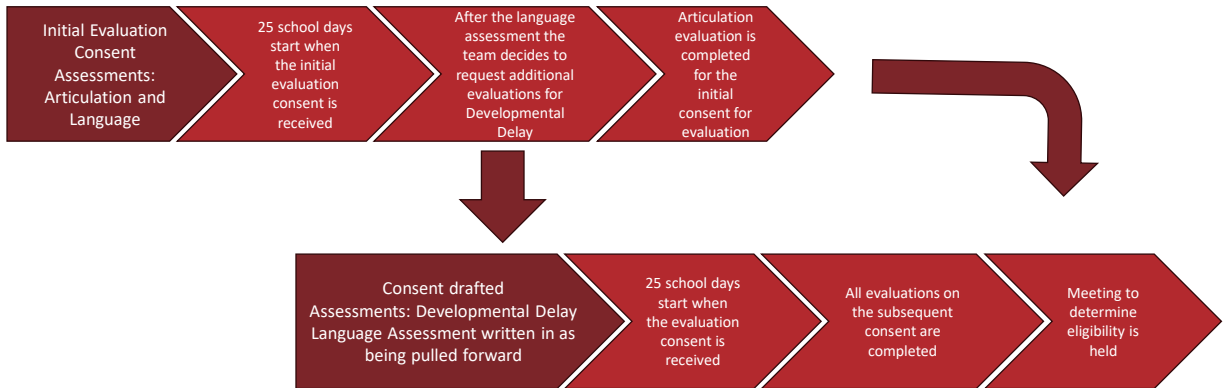 Initial Evaluation
Consent
Assessments:
Articulation and
Language
25 school days
start when
the initial
evaluation
consent is
received
After the language
assessment the
team decides to
request additional
evaluations for
Developmental
Delay
Articulation
evaluation is
completed
for the
initial
consent for
evaluation
Consent drafted
Assessments: Developmental Delay
Language Assessment written in as
being pulled forward
25 school days
start when
the evaluation
consent is
received
All evaluations on
the subsequent
consent are
completed
Meeting to
determine
eligibility is
held